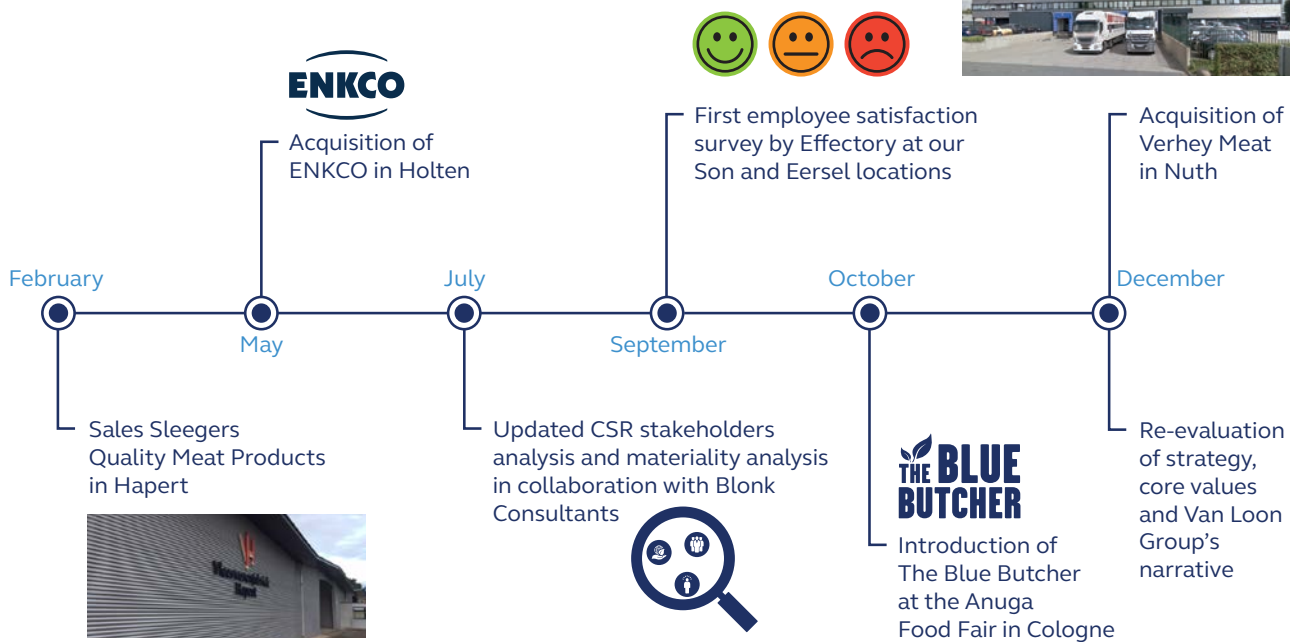 ENKCO
Acquisition of
ENKCO in Holten
First employee satisfaction
survey by Effectory at our
Son and Eersel locations
Acquisition of
Verhey Meat
in Nuth
February
July
October
December
May
September
Sales Sleegers
Quality Meat Products
in Hapert
Updated CSR stakeholders
analysis and materiality analysis
in collaboration with Blonk
Consultants
THE BLUE
BUTCHER
Introduction of
The Blue Butcher
at the Anuga
Food Fair in Cologne
Re-evaluation
of strategy,
core values
and Van Loon
Group’s
narrative
Hapert